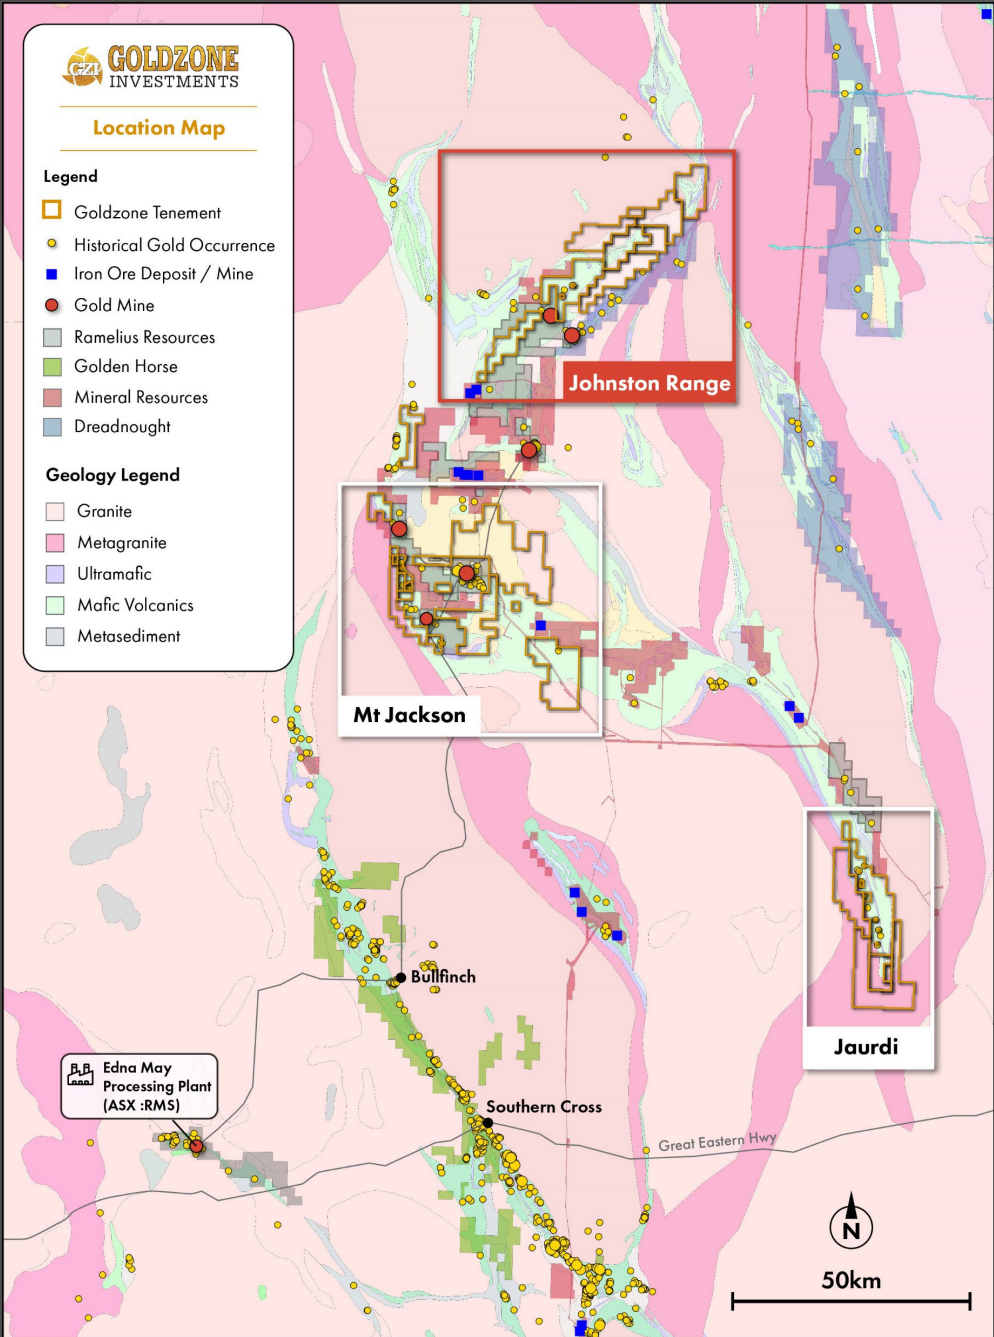 GZI
GOLDZONE
INVESTMENTS
Location Map
Legend
Goldzone Tenement
Historical Gold Occurrence
Iron Ore Deposit / Mine
Gold Mine
Ramelius Resources
Golden Horse
Mineral Resources
Dreadnought
Geology Legend
Granite
Metagranite
Ultramafic
Mafic Volcanics
Metasediment
Johnston Range
Mt Jackson
Jaurdi
Bullfinch
Edna May
Processing Plant
(ASX :RMS)
Southern Cross
Great Eastern Hwy
N
50km